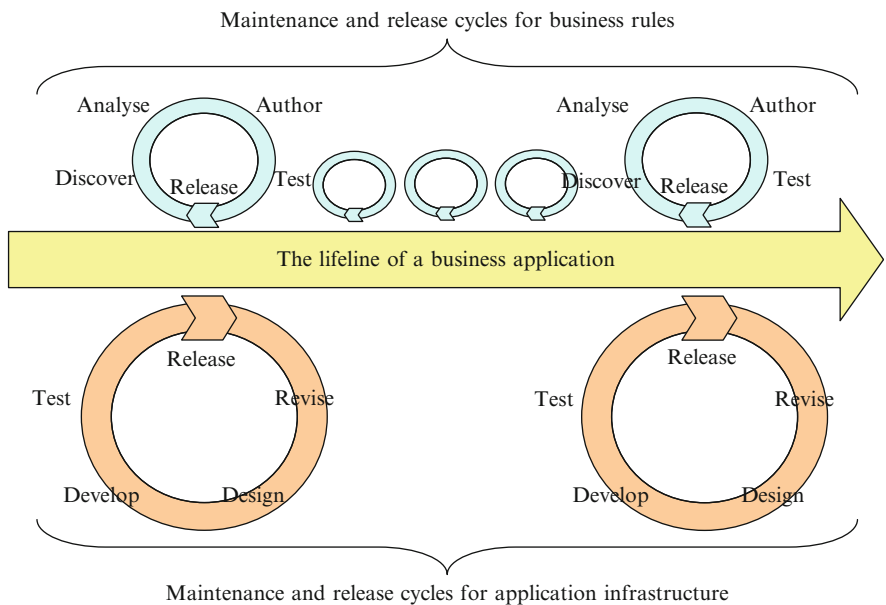 Maintenance and release cycles for business rules
Analyse
Author
Analyse
Author
Discover
Release
Test
Discover
Release
Test
The lifeline of a business application
Release
Release
Test
Revise
Test
Revise
Develop
Design
Develop
Design
Maintenance and release cycles for application infrastructure